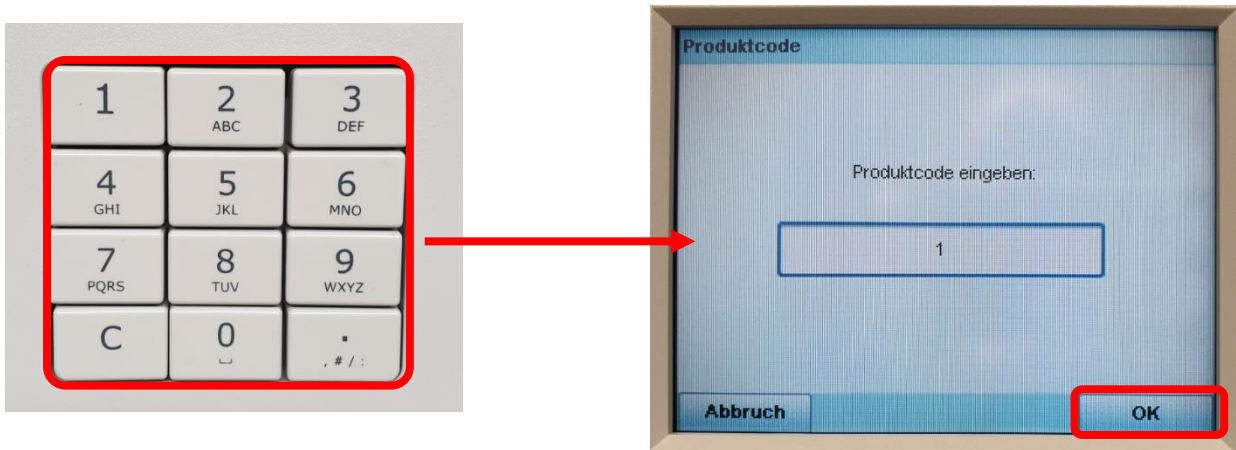 1
2
ABC
3
DEF
4
GHI
5
JKL
6
MNO
7
PQRS
8
TUV
9
WXYZ
C
0
⎵
.
, # / :
Produktcode
Produktcode eingeben:
1
Abbruch
OK